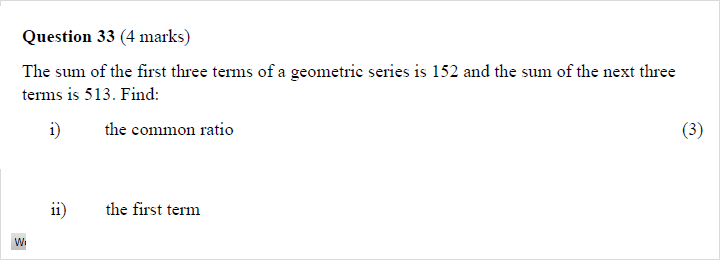 Question 33 (4 marks)
The sum of the first three terms of a geometric series is 152 and the sum of the next three
terms is 513. Find:
i) the common ratio (3)
ii) the first term